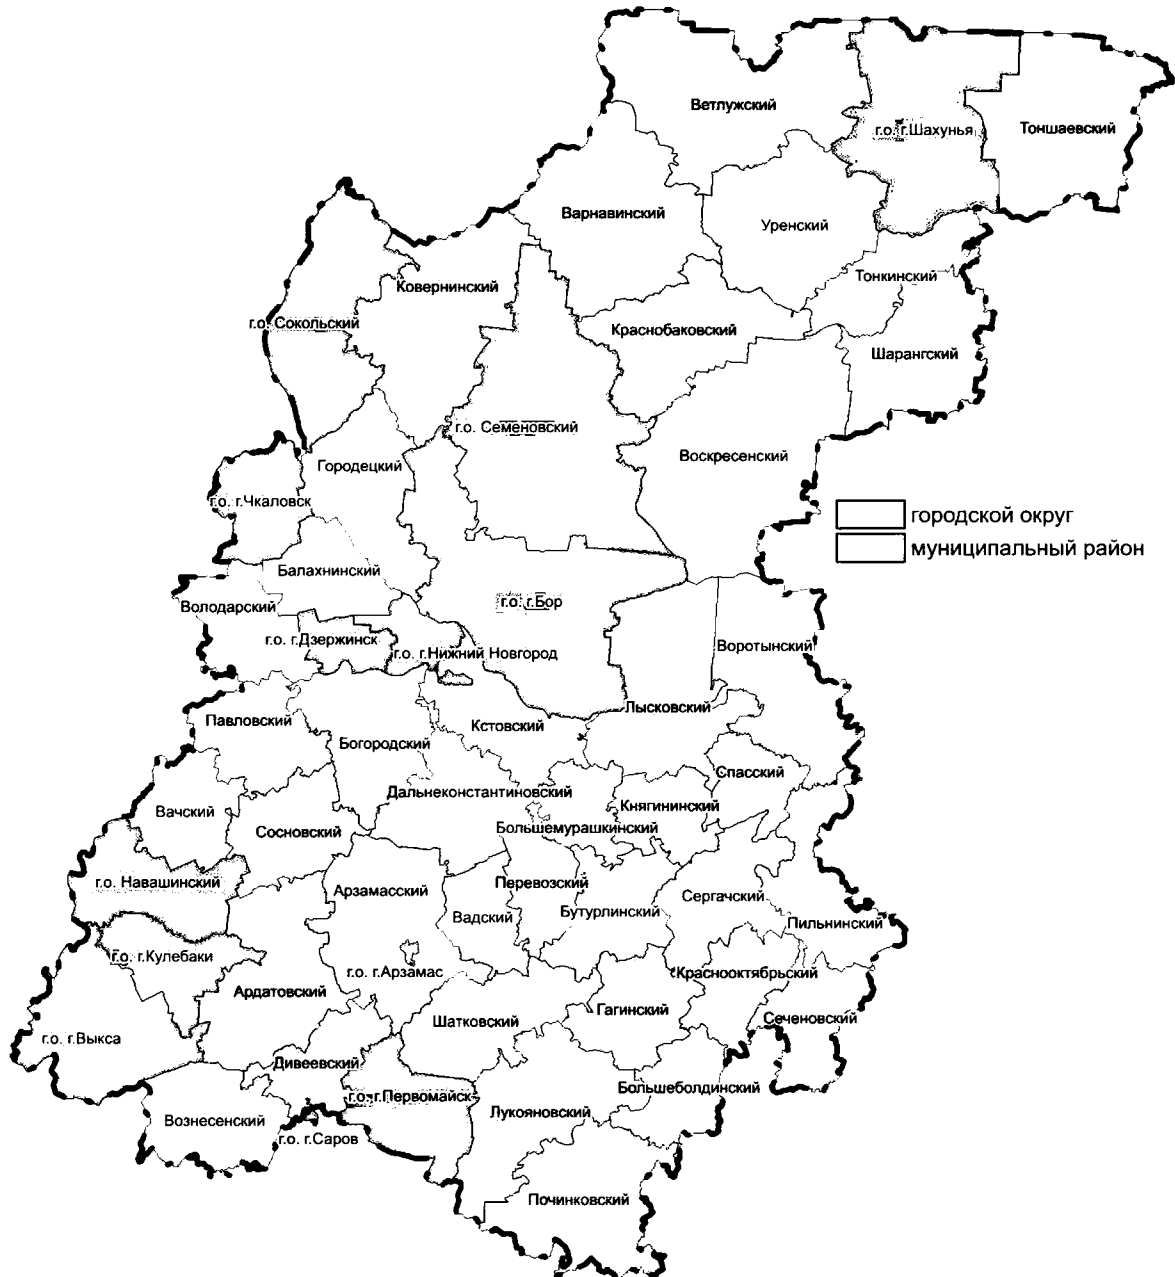 Ветлужский
г.о. г.Шахунья
Тоншаевский
Варнавинский
Уренский
Тонкинский
Ковернинский
г.о. Сокольский
Краснобаковский
Шарангский
г.о. Семеновский
Воскресенский
Городецкий
г.о. г.Чкаловск
городской округ
муниципальный район
Балахнинский
Володарский
г.о. г.Бор
г.о. г.Дзержинск
г.о. г.Нижний Новгород
Воротынский
Лысковский
Павловский
Кстовский
Богородский
Спасский
Дальнеконстантиновский
Вачский
Княгининский
Сосновский
Большемурашкинский
г.о. Навашинский
Арзамасский
Перевозский
Сергачский
Вадский
Бутурлинский
Пильнинский
г.о. г.Кулебаки
г.о. г.Арзамас
Краснооктябрьский
Ардатовский
Гагинский
Шатковский
Сеченовский
г.о. г.Выкса
Дивеевский
Большеболдинский
г.о. г.Первомайск
Лукояновский
Вознесенский
г.о. г.Саров
Починковский